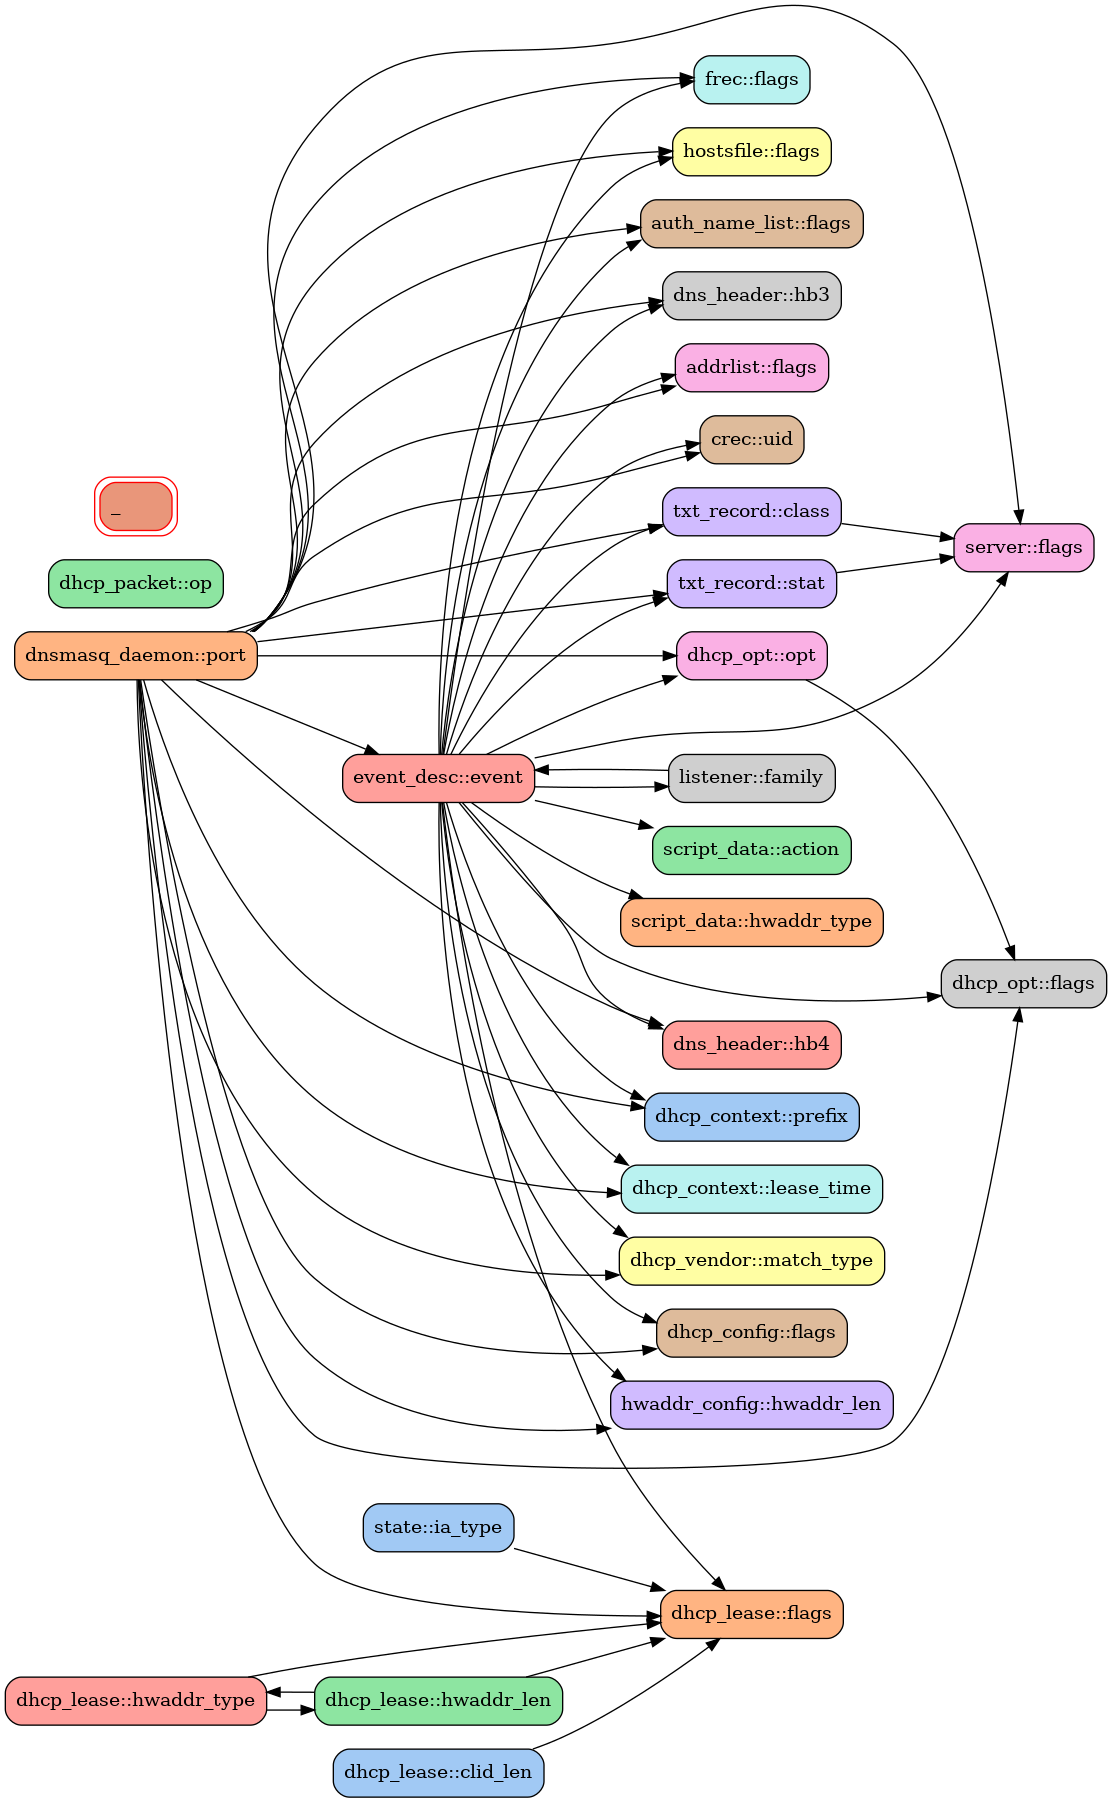 frec::flags
hostsfile::flags
auth_name_list::flags
dns_header::hb3
addrlist::flags
crec::uid
_
txt_record::class
server::flags
dhcp_packet::op
txt_record::stat
dnsmasq_daemon::port
dhcp_opt::opt
event_desc::event
listener::family
script_data::action
script_data::hwaddr_type
dhcp_opt::flags
dns_header::hb4
dhcp_context::prefix
dhcp_context::lease_time
dhcp_vendor::match_type
dhcp_config::flags
hwaddr_config::hwaddr_len
state::ia_type
dhcp_lease::flags
dhcp_lease::hwaddr_type
dhcp_lease::hwaddr_len
dhcp_lease::clid_len